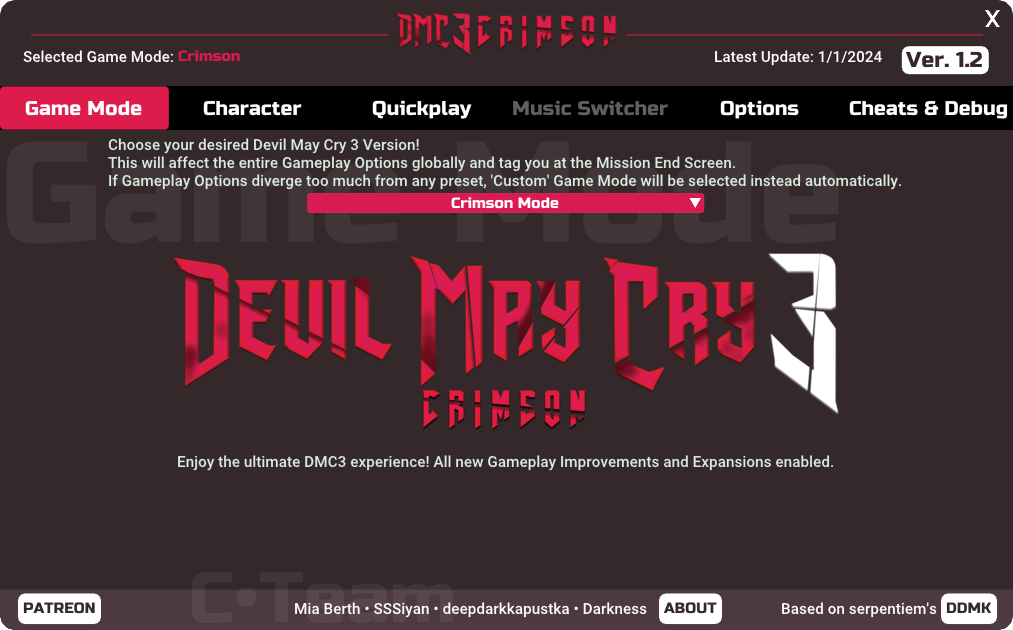 DMC3CRIMSON
X
Selected Game Mode: Crimson
Latest Update: 1/1/2024
Ver. 1.2
Game Mode Character Quickplay Music Switcher Options Cheats & Debug
Game Mode
Choose your desired Devil May Cry 3 Version!
This will affect the entire Gameplay Options globally and tag you at the Mission End Screen.
If Gameplay Options diverge too much from any preset, 'Custom' Game Mode will be selected instead automatically.
Crimson Mode
DEVIL MAY CRY 3
CRIMSON
Enjoy the ultimate DMC3 experience! All new Gameplay Improvements and Expansions enabled.
C•Team
PATREON
Mia Berth • SSSiyan • deepdarkkapustka • Darkness
ABOUT
Based on serpentiem's DDMK